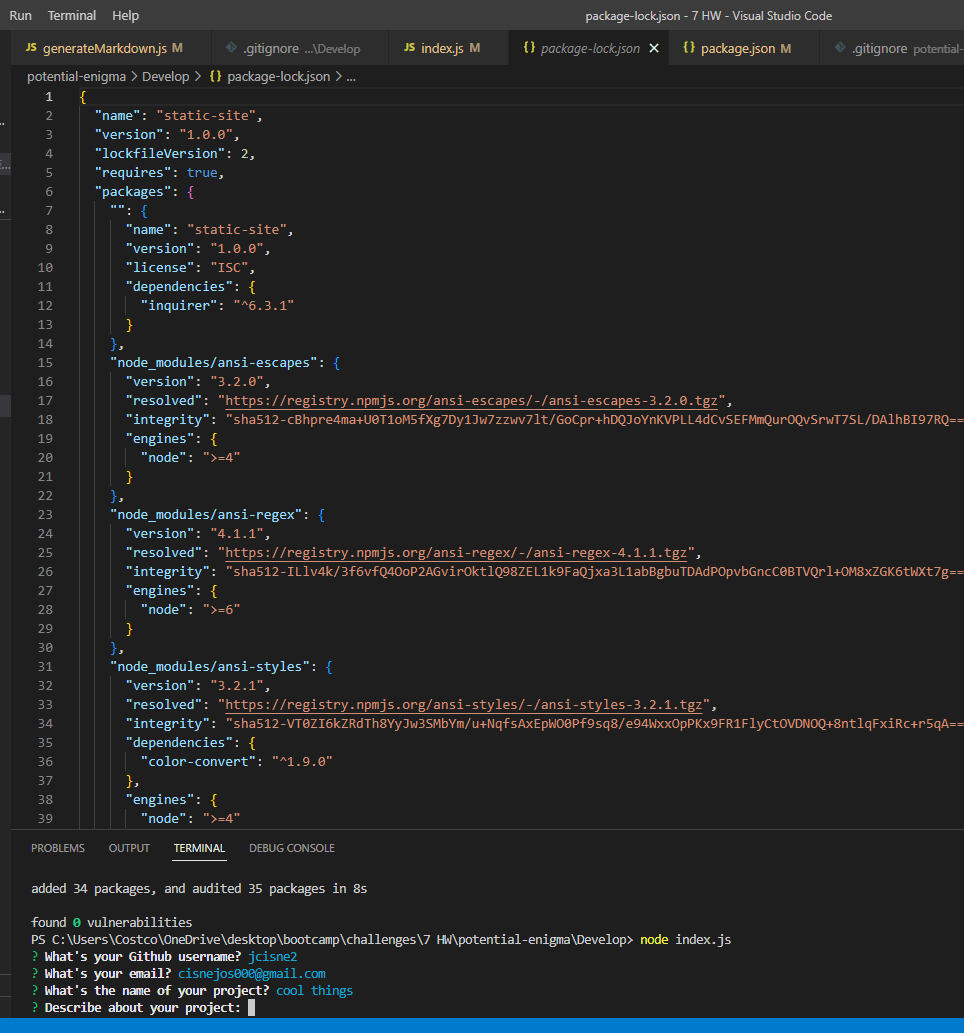 Run Terminal Help package-lock.json - 7 HW - Visual Studio Code
JS generateMarkdown.js M .gitignore ...\Develop JS index.js M {} package-lock.json × {} package.json M .gitignore potential-
potential-enigma > Develop > {} package-lock.json > ...
1 {
2 "name": "static-site",
3 "version": "1.0.0",
4 "lockfileVersion": 2,
5 "requires": true,
6 "packages": {
7 "": {
8 "name": "static-site",
9 "version": "1.0.0",
10 "license": "ISC",
11 "dependencies": {
12 "inquirer": "^6.3.1"
13 }
14 },
15 "node_modules/ansi-escapes": {
16 "version": "3.2.0",
17 "resolved": "https://registry.npmjs.org/ansi-escapes/-/ansi-escapes-3.2.0.tgz",
18 "integrity": "sha512-cBhpre4ma+U0T1oM5fXg7Dy1Jw7zzwv7lt/GoCpr+hDQJoYnKVPLL4dCvSEFMmQurOQvSrwT7SL/DAlhBI97RQ==
19 "engines": {
20 "node": ">=4"
21 }
22 },
23 "node_modules/ansi-regex": {
24 "version": "4.1.1",
25 "resolved": "https://registry.npmjs.org/ansi-regex/-/ansi-regex-4.1.1.tgz",
26 "integrity": "sha512-ILlv4k/3f6vfQ4OoP2AGvirOktlQ98ZEL1k9FaQjxa3L1abBgbuTDAdPOpvbGncC0BTVQrl+OM8xZGK6tWXt7g==
27 "engines": {
28 "node": ">=6"
29 }
30 },
31 "node_modules/ansi-styles": {
32 "version": "3.2.1",
33 "resolved": "https://registry.npmjs.org/ansi-styles/-/ansi-styles-3.2.1.tgz",
34 "integrity": "sha512-VT0ZI6kZRdTh8YyJw3SMbYm/u+NqfsAxEpWO0Pf9sq8/e94WxxOpPKx9FR1FlyCtOVDNOQ+8ntlqFxiRc+r5qA==
35 "dependencies": {
36 "color-convert": "^1.9.0"
37 },
38 "engines": {
39 "node": ">=4"
PROBLEMS OUTPUT TERMINAL DEBUG CONSOLE
added 34 packages, and audited 35 packages in 8s
found 0 vulnerabilities
PS C:\Users\Costco\OneDrive\desktop\bootcamp\challenges\7 HW\potential-enigma\Develop> node index.js
? What's your Github username? jcisne2
? What's your email? cisnejos000@gmail.com
? What's the name of your project? cool things
? Describe about your project: